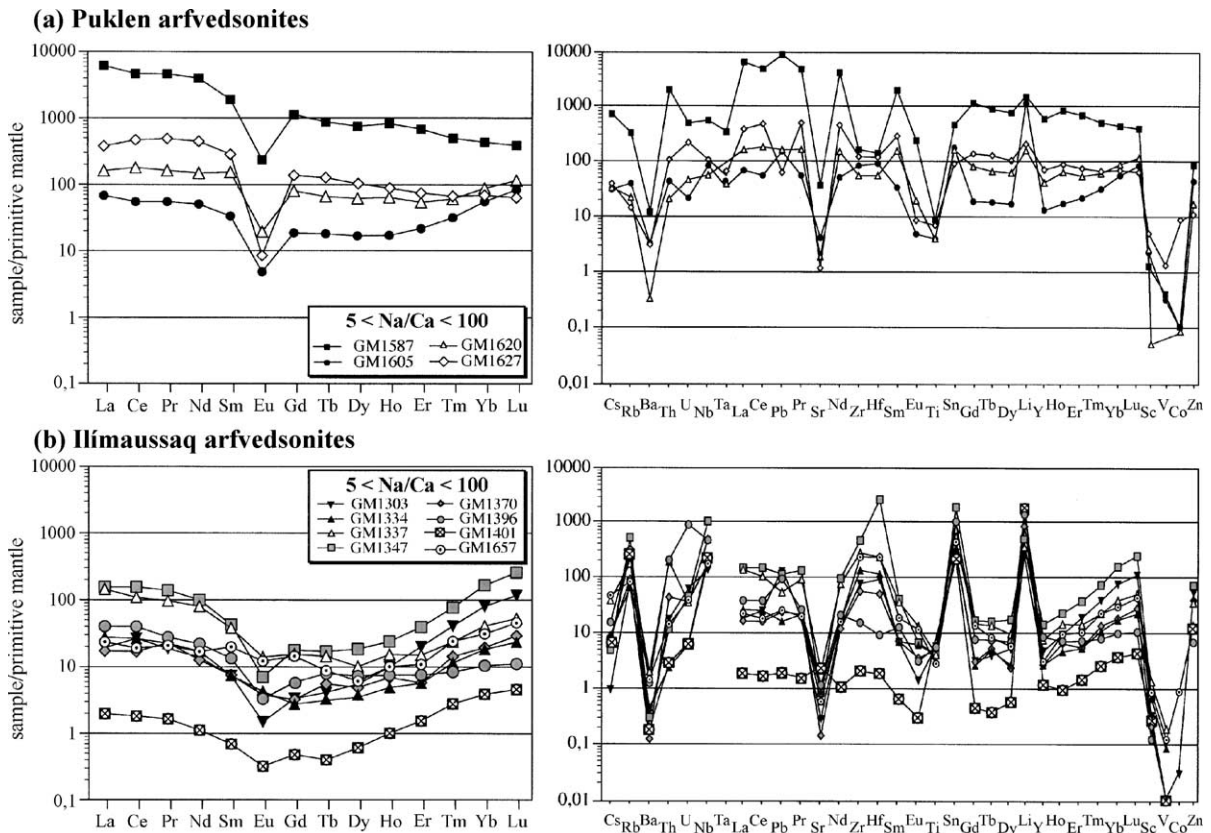 (a) Puklen arfvedsonites
sample/primitive mantle
10000
1000
100
10
1
0,1
5 < Na/Ca < 100
GM1587 GM1620
GM1605 GM1627
La Ce Pr Nd Sm Eu Gd Tb Dy Ho Er Tm Yb Lu
10000
1000
100
10
1
0,1
0,01
Cs Rb Ba Th U Nb Ta La Ce Pb Pr Sr Nd Zr Hf Sm Eu Ti Sn Gd Tb Dy Li Y Ho Er Tm Yb Lu Sc V Co Zn
(b) Ilímaussaq arfvedsonites
sample/primitive mantle
10000
1000
100
10
1
0,1
5 < Na/Ca < 100
GM1303 GM1370
GM1334 GM1396
GM1337 GM1401
GM1347 GM1657
La Ce Pr Nd Sm Eu Gd Tb Dy Ho Er Tm Yb Lu
10000
1000
100
10
1
0,1
0,01
Cs Rb Ba Th U Nb Ta La Ce Pb Pr Sr Nd Zr Hf Sm Eu Ti Sn Gd Tb Dy Li Y Ho Er Tm Yb Lu Sc V Co Zn